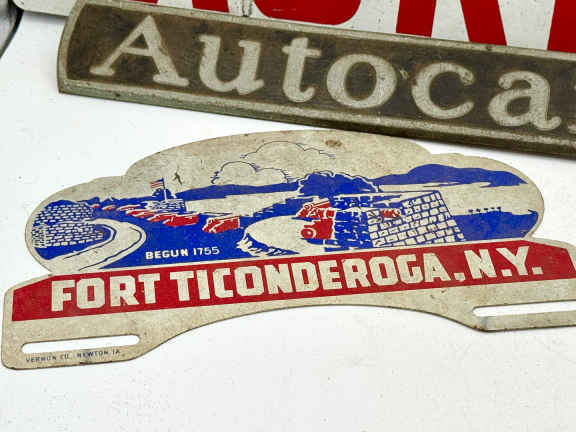 Autoca
BEGUN 1755
FORT TICONDEROGA, N.Y.
VERNON CO., NEWTON, IA.